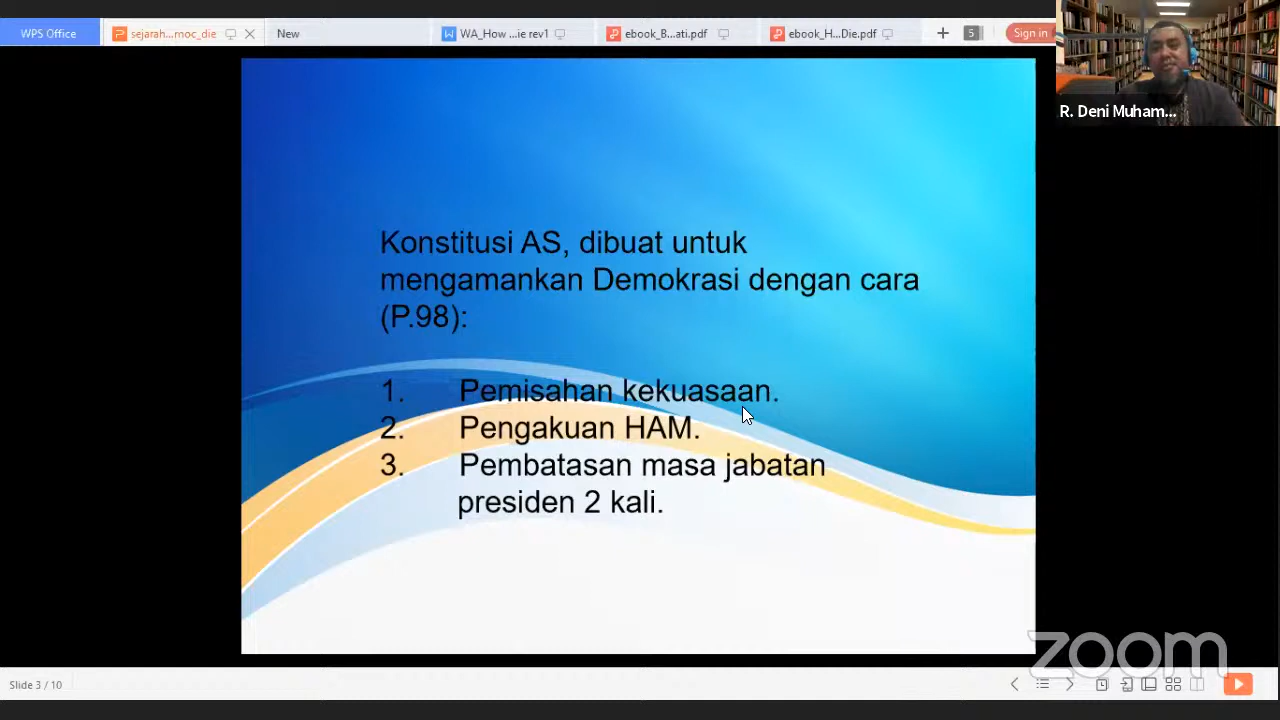 WPS Office
sejarah...moc_die
New
WA_How ...ie rev1
ebook_B...ati.pdf
ebook_H...Die.pdf
5
Sign in
R. Deni Muham...
Konstitusi AS, dibuat untuk
mengamankan Demokrasi dengan cara
(P.98):
1. Pemisahan kekuasaan.
2. Pengakuan HAM.
3. Pembatasan masa jabatan
presiden 2 kali.
zoom
Slide 3 / 10